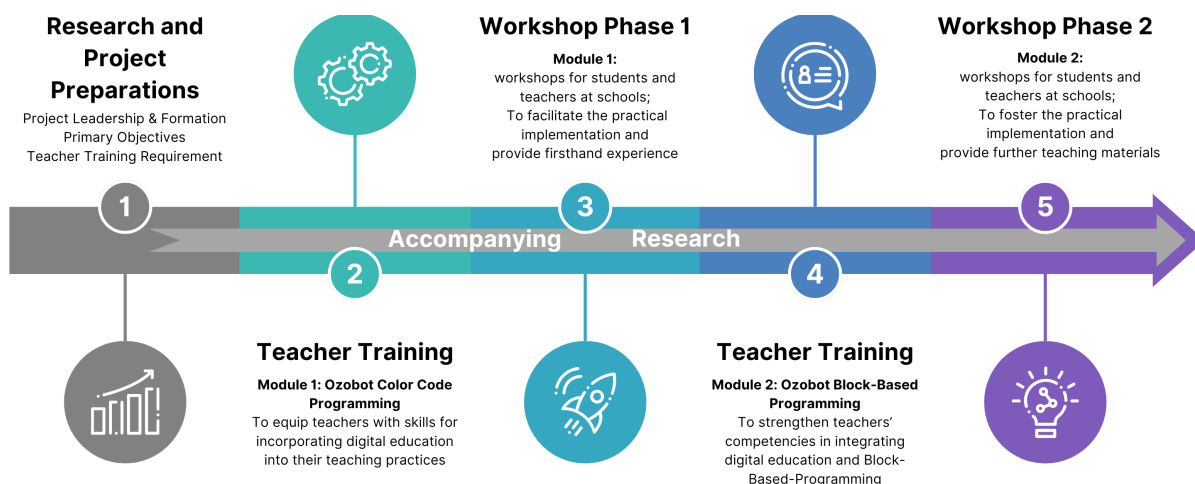 Research and
Project
Preparations
Project Leadership & Formation
Primary Objectives
Teacher Training Requirement
1
2
Teacher Training
Module 1: Ozobot Color Code
Programming
To equip teachers with skills for
incorporating digital education
into their teaching practices
Workshop Phase 1
Module 1:
workshops for students and
teachers at schools;
To facilitate the practical
implementation and
provide firsthand experience
3
Accompanying Research
4
Teacher Training
Module 2: Ozobot Block-Based
Programming
To strengthen teachers’
competencies in integrating
digital education and Block-
Based-Programming
Workshop Phase 2
Module 2:
workshops for students and
teachers at schools;
To foster the practical
implementation and
provide further teaching materials
5